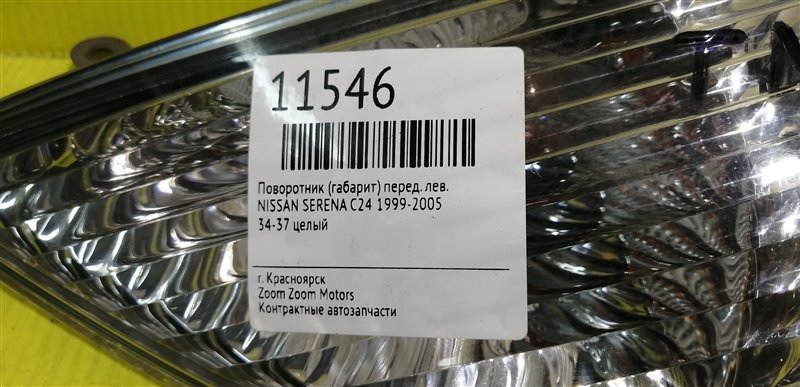 11546
Поворотник (габарит) перед. лев.
NISSAN SERENA C24 1999-2005
34-37 целый
г. Красноярск
Zoom Zoom Motors
Контрактные автозапчасти